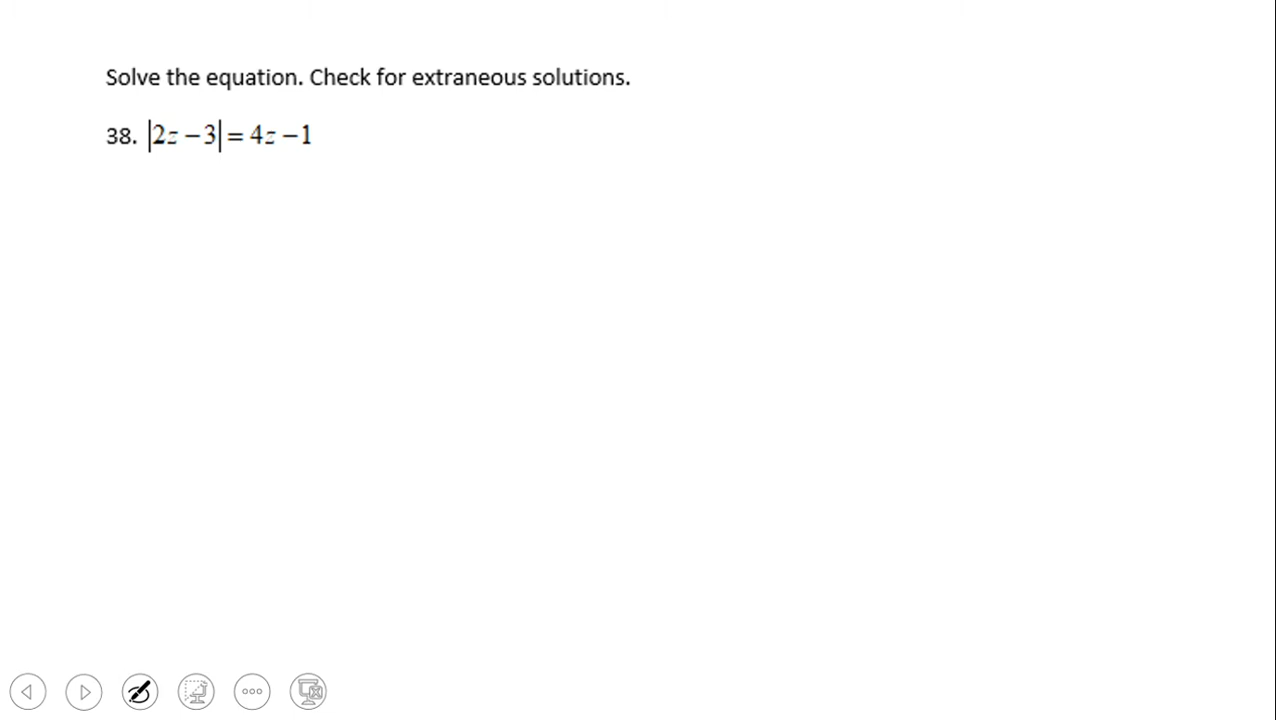 Solve the equation. Check for extraneous solutions.
38. |2z − 3| = 4z − 1